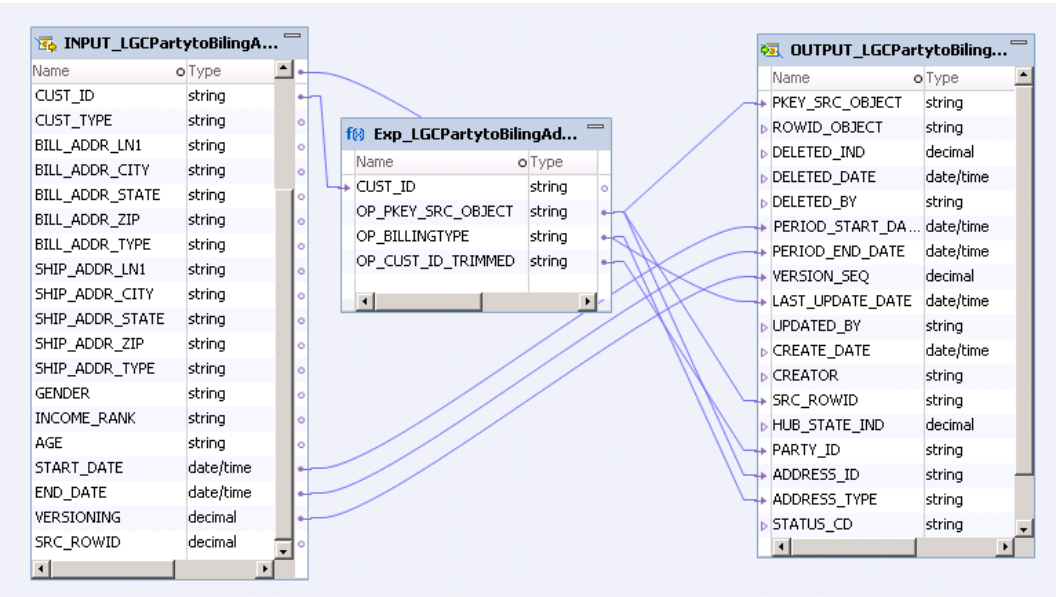 INPUT_LGCPartytoBilingA...
Name Type
CUST_ID string
CUST_TYPE string
BILL_ADDR_LN1 string
BILL_ADDR_CITY string
BILL_ADDR_STATE string
BILL_ADDR_ZIP string
BILL_ADDR_TYPE string
SHIP_ADDR_LN1 string
SHIP_ADDR_CITY string
SHIP_ADDR_STATE string
SHIP_ADDR_ZIP string
SHIP_ADDR_TYPE string
GENDER string
INCOME_RANK string
AGE string
START_DATE date/time
END_DATE date/time
VERSIONING decimal
SRC_ROWID decimal
f(x) Exp_LGCPartytoBilingAd...
Name Type
CUST_ID string
OP_PKEY_SRC_OBJECT string
OP_BILLINGTYPE string
OP_CUST_ID_TRIMMED string
OUTPUT_LGCPartytoBiling...
Name Type
PKEY_SRC_OBJECT string
ROWID_OBJECT string
DELETED_IND decimal
DELETED_DATE date/time
DELETED_BY string
PERIOD_START_DA... date/time
PERIOD_END_DATE date/time
VERSION_SEQ decimal
LAST_UPDATE_DATE date/time
UPDATED_BY string
CREATE_DATE date/time
CREATOR string
SRC_ROWID string
HUB_STATE_IND decimal
PARTY_ID string
ADDRESS_ID string
ADDRESS_TYPE string
STATUS_CD string